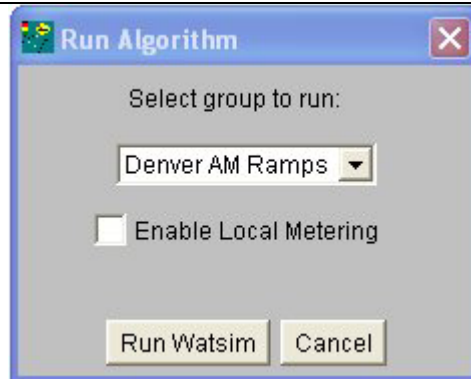 Run Algorithm
Select group to run:
Denver AM Ramps
Enable Local Metering
Run Watsim Cancel